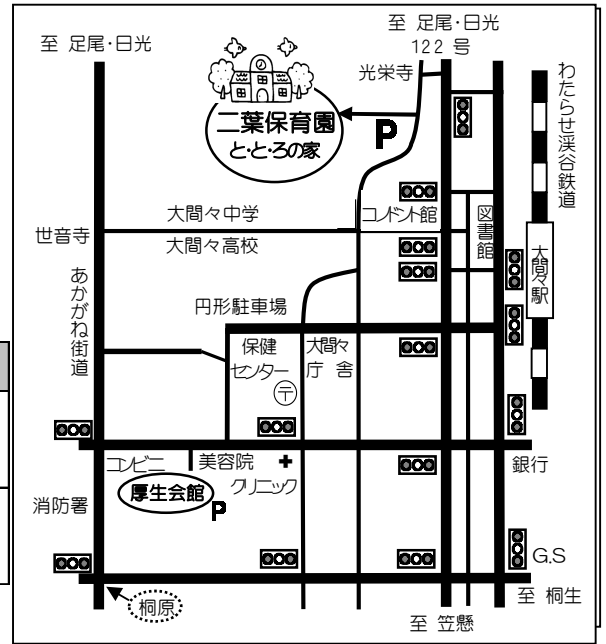 至 足尾・日光
至 足尾・日光
122 号
光栄寺
わたらせ渓谷鉄道
二葉保育園
と・と・ろの家
P
大間々中学
コノドント館
図書館
世音寺
大間々高校
大間々駅
あかがね街道
円形駐車場
保健
センター
大間々
庁 舎
〒
コンビニ
美容院
クリニック
銀行
厚生会館
P
消防署
G.S
桐原
至 桐生
至 笠懸